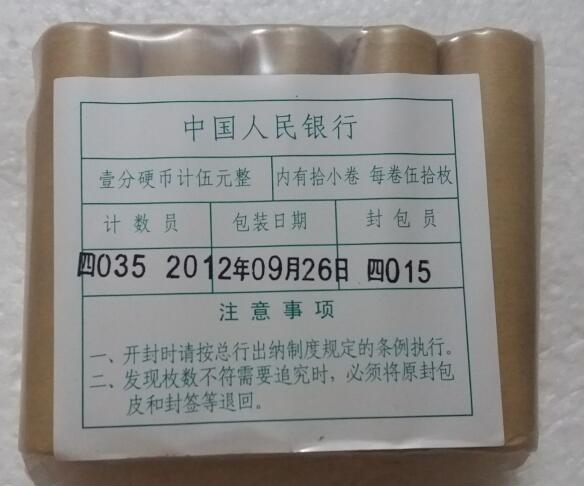 中国人民银行
壹分硬币计伍元整 内有拾小卷 每卷伍拾枚
计数员 包装日期 封包员
四035 2012年09月26日 四015
注意事项
一、开封时请按总行出纳制度规定的条例执行。
二、发现枚数不符需要追究时，必须将原封包
皮和封签等退回。